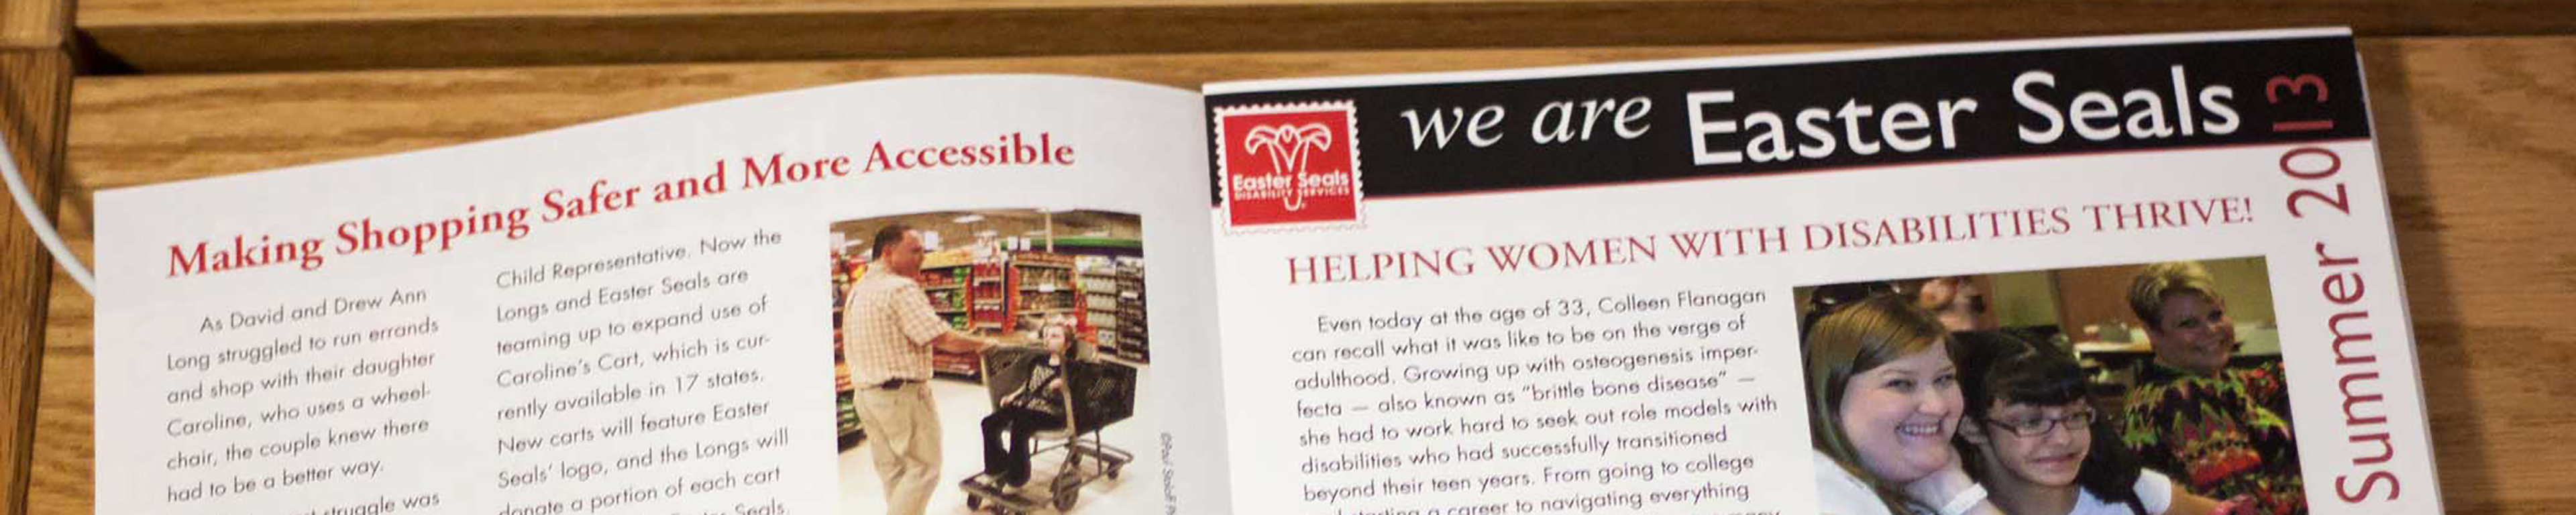 Making Shopping Safer and More Accessible
As David and Drew Ann
Long struggled to run errands
and shop with their daughter
Caroline, who uses a wheel-
chair, the couple knew there
had to be a better way.
struggle was
Child Representative. Now the
Longs and Easter Seals are
teaming up to expand use of
Caroline's Cart, which is cur-
rently available in 17 states.
New carts will feature Easter
Seals' logo, and the Longs will
donate a portion of each cart
Seals.
we are Easter Seals
Easter Seals
DISABILITY SERVICES
Summer 2013
HELPING WOMEN WITH DISABILITIES THRIVE!
Even today at the age of 33, Colleen Flanagan
can recall what it was like to be on the verge of
adulthood. Growing up with osteogenesis imper-
fecta — also known as "brittle bone disease" —
she had to work hard to seek out role models with
disabilities who had successfully transitioned
beyond their teen years. From going to college
a career to navigating everything